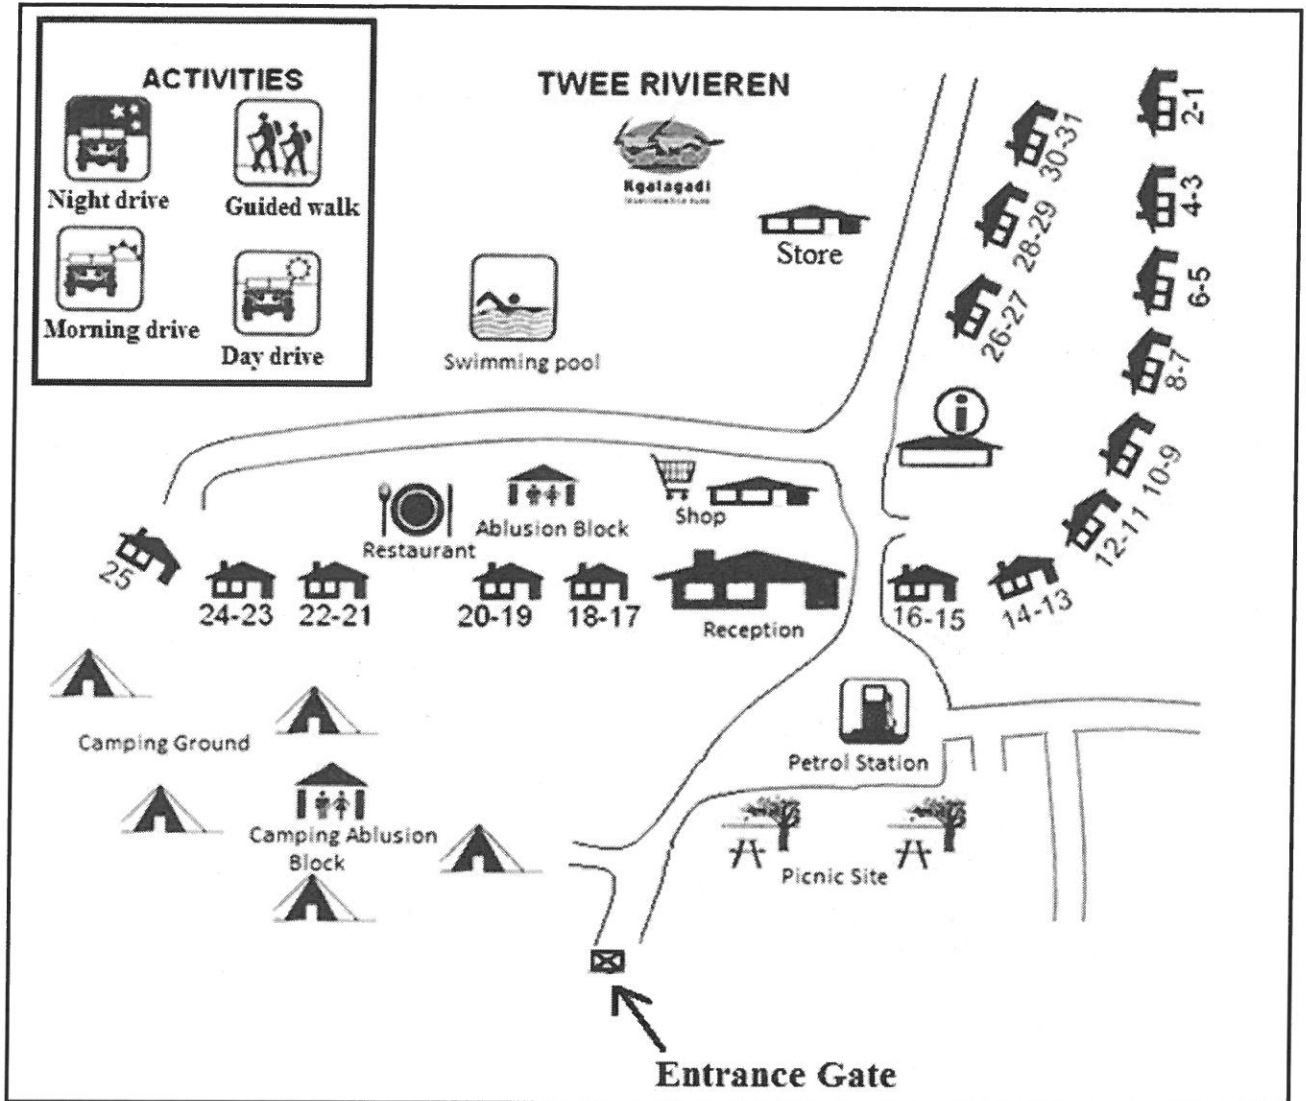 ACTIVITIES
Night drive
Guided walk
Morning drive
Day drive
TWEE RIVIEREN
Kgalagadi
Store
Swimming pool
30-31
28-29
26-27
2-1
4-3
6-5
8-7
10-9
12-11
14-13
16-15
i
Restaurant
Ablusion Block
Shop
25
24-23
22-21
20-19
18-17
Reception
Camping Ground
Camping Ablusion
Block
Petrol Station
Picnic Site
Entrance Gate